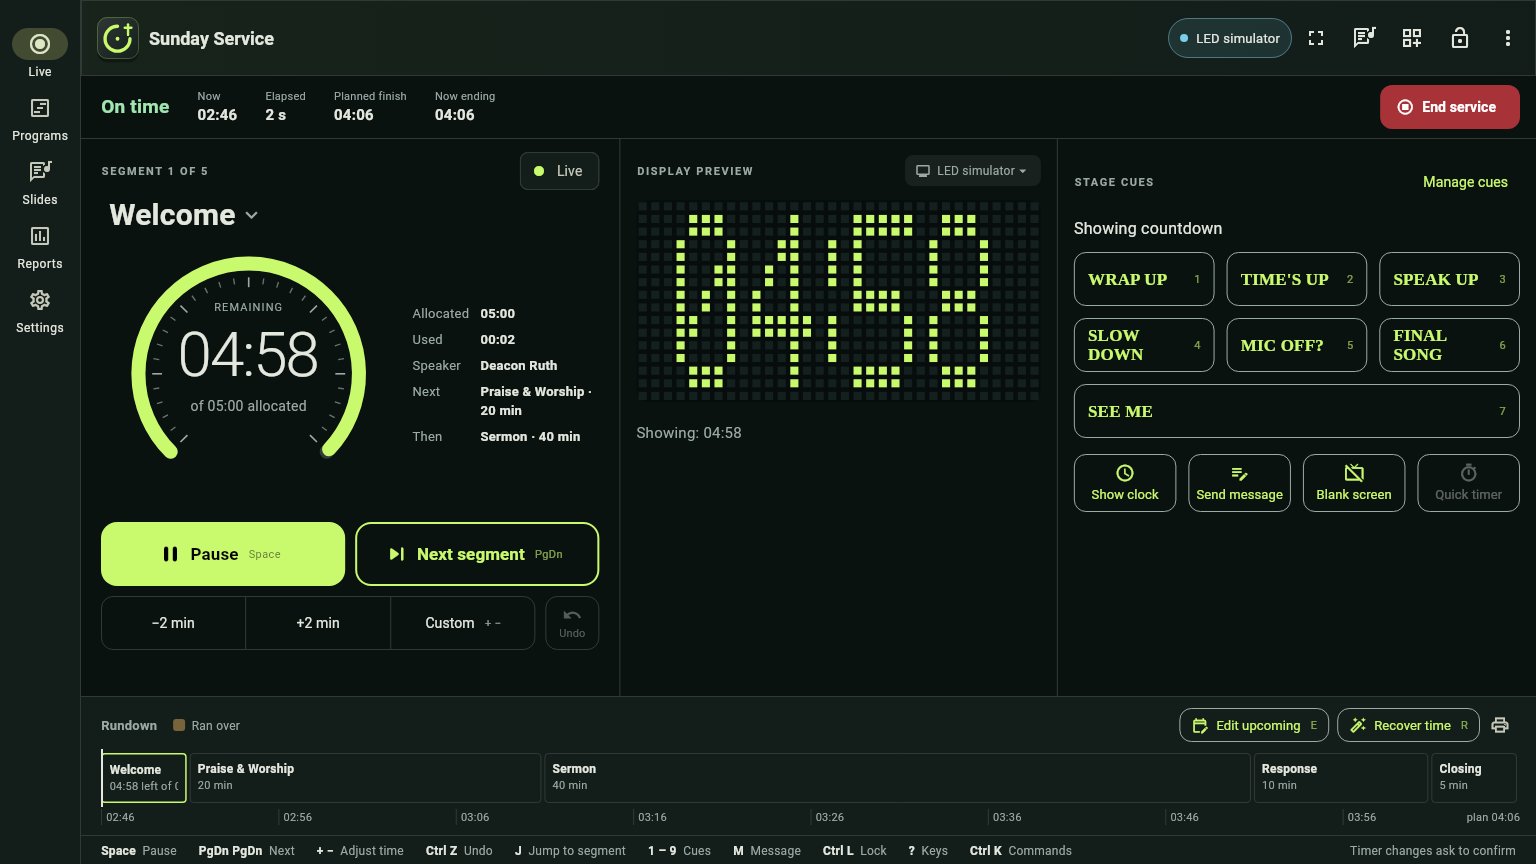 Sunday Service
LED simulator
Live
Programs
Slides
Reports
Settings
On time
Now
02:46
Elapsed
2 s
Planned finish
04:06
Now ending
04:06
End service
SEGMENT 1 OF 5
Live
Welcome
REMAINING
04:58
of 05:00 allocated
Allocated 05:00
Used 00:02
Speaker Deacon Ruth
Next Praise & Worship ·
20 min
Then Sermon · 40 min
Pause Space
Next segment PgDn
−2 min
+2 min
Custom + −
Undo
DISPLAY PREVIEW
LED simulator
04:58
Showing: 04:58
STAGE CUES
Manage cues
Showing countdown
WRAP UP 1
TIME'S UP 2
SPEAK UP 3
SLOW
DOWN 4
MIC OFF? 5
FINAL
SONG 6
SEE ME 7
Show clock
Send message
Blank screen
Quick timer
Rundown
Ran over
Edit upcoming E
Recover time R
Welcome
04:58 left of
Praise & Worship
20 min
Sermon
40 min
Response
10 min
Closing
5 min
02:46 02:56 03:06 03:16 03:26 03:36 03:46 03:56 plan 04:06
Space Pause PgDn PgDn Next + − Adjust time Ctrl Z Undo J Jump to segment 1 – 9 Cues M Message Ctrl L Lock ? Keys Ctrl K Commands Timer changes ask to confirm